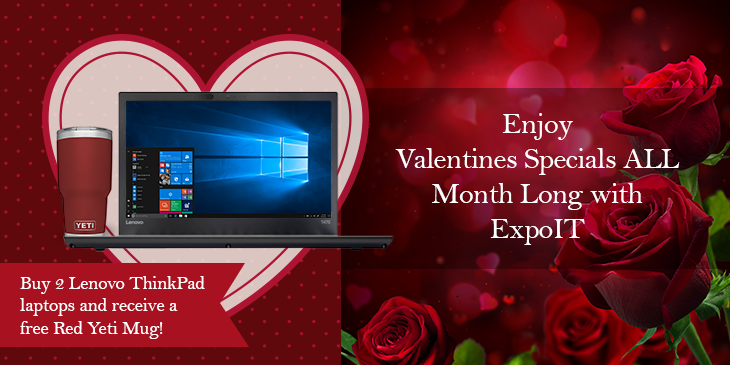 YETI
Lenovo
Buy 2 Lenovo ThinkPad
laptops and receive a
free Red Yeti Mug!
Enjoy
Valentines Specials ALL
Month Long with
ExpoIT